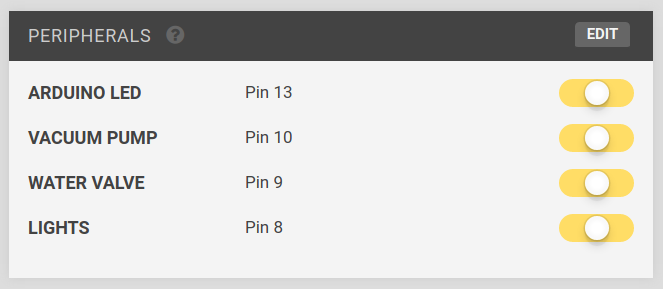 PERIPHERALS ? EDIT
ARDUINO LED Pin 13
VACUUM PUMP Pin 10
WATER VALVE Pin 9
LIGHTS Pin 8